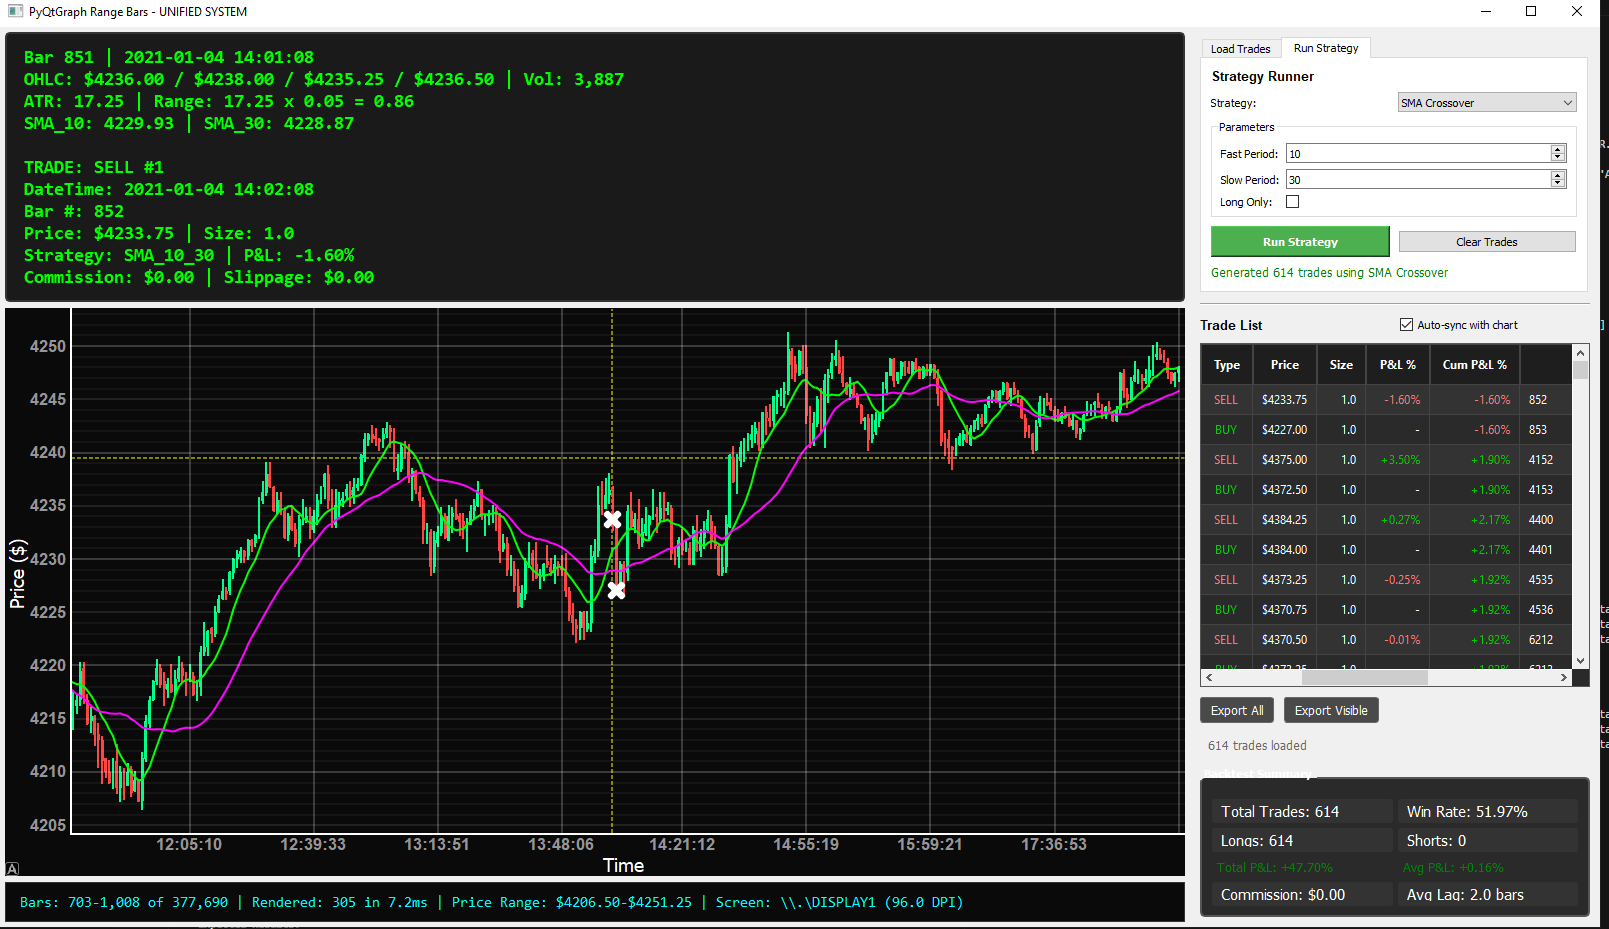 PyQtGraph Range Bars - UNIFIED SYSTEM
Bar 851 | 2021-01-04 14:01:08
OHLC: $4236.00 / $4238.00 / $4235.25 / $4236.50 | Vol: 3,887
ATR: 17.25 | Range: 17.25 x 0.05 = 0.86
SMA_10: 4229.93 | SMA_30: 4228.87
TRADE: SELL #1
DateTime: 2021-01-04 14:02:08
Bar #: 852
Price: $4233.75 | Size: 1.0
Strategy: SMA_10_30 | P&L: -1.60%
Commission: $0.00 | Slippage: $0.00
4250
4245
4240
4235
4230
4225
4220
4215
4210
4205
Price ($)
12:05:10 12:39:33 13:13:51 13:48:06 14:21:12 14:55:19 15:59:21 17:36:53
Time
A
Bars: 703-1,008 of 377,690 | Rendered: 305 in 7.2ms | Price Range: $4206.50-$4251.25 | Screen: \\.\DISPLAY1 (96.0 DPI)
Load Trades Run Strategy
Strategy Runner
Strategy: SMA Crossover
Parameters
Fast Period: 10
Slow Period: 30
Long Only:
Run Strategy Clear Trades
Generated 614 trades using SMA Crossover
Trade List Auto-sync with chart
Type Price Size P&L % Cum P&L %
SELL $4233.75 1.0 -1.60% -1.60% 852
BUY $4227.00 1.0 - -1.60% 853
SELL $4375.00 1.0 +3.50% +1.90% 4152
BUY $4372.50 1.0 - +1.90% 4153
SELL $4384.25 1.0 +0.27% +2.17% 4400
BUY $4384.00 1.0 - +2.17% 4401
SELL $4373.25 1.0 -0.25% +1.92% 4535
BUY $4370.75 1.0 - +1.92% 4536
SELL $4370.50 1.0 -0.01% +1.92% 6212
BUY $4372.25 1.0 - +1.92% 6213
Export All Export Visible
614 trades loaded
Backtest Summary
Total Trades: 614 Win Rate: 51.97%
Longs: 614 Shorts: 0
Total P&L: +47.70% Avg P&L: +0.16%
Commission: $0.00 Avg Lag: 2.0 bars